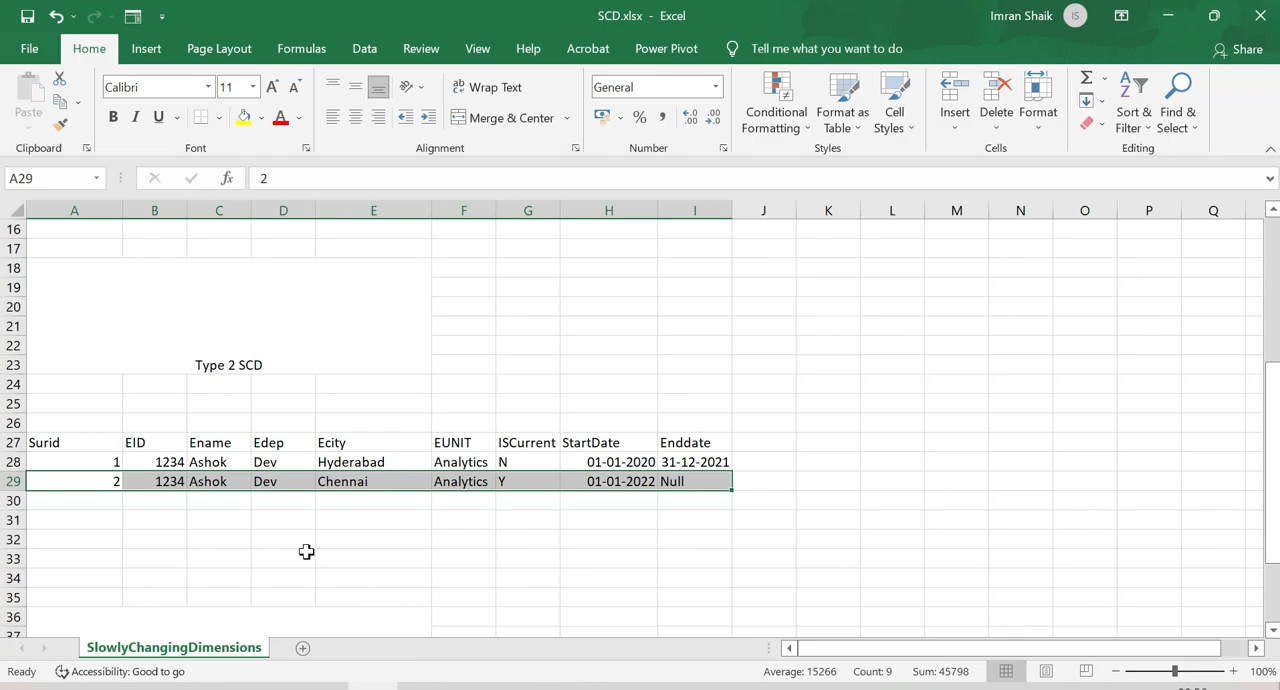 SCD.xlsx - Excel
Imran Shaik IS
File Home Insert Page Layout Formulas Data Review View Help Acrobat Power Pivot Tell me what you want to do Share
Calibri 11 Wrap Text General
Paste
B I U Merge & Center % , Conditional Formatting Format as Table Cell Styles Insert Delete Format Sort & Filter Find & Select
Clipboard Font Alignment Number Styles Cells Editing
A29 fx 2
A B C D E F G H I J K L M N O P Q
16
17
18
19
20
21
22
23 Type 2 SCD
24
25
26
27 Surid EID Ename Edep Ecity EUNIT ISCurrent StartDate Enddate
28 1 1234 Ashok Dev Hyderabad Analytics N 01-01-2020 31-12-2021
29 2 1234 Ashok Dev Chennai Analytics Y 01-01-2022 Null
30
31
32
33
34
35
36
37
SlowlyChangingDimensions
Ready Accessibility: Good to go Average: 15266 Count: 9 Sum: 45798 100%